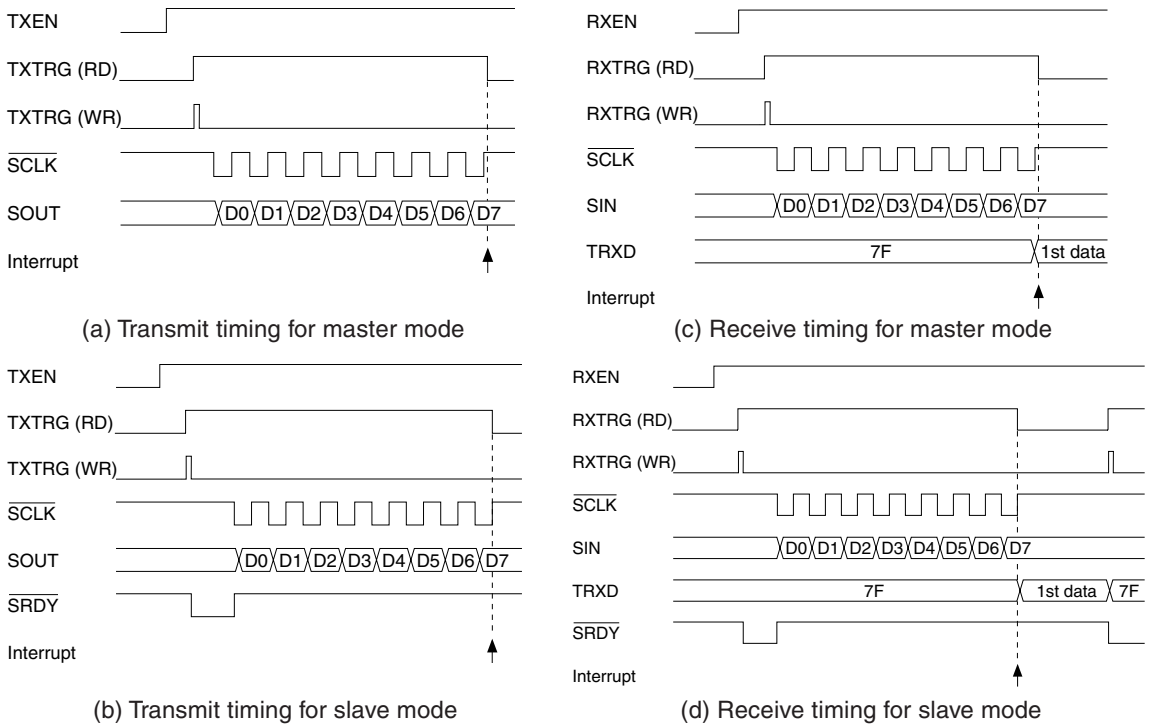 TXEN
TXTRG (RD)
TXTRG (WR)
SCLK
SOUT D0 D1 D2 D3 D4 D5 D6 D7
Interrupt
(a) Transmit timing for master mode
RXEN
RXTRG (RD)
RXTRG (WR)
SCLK
SIN D0 D1 D2 D3 D4 D5 D6 D7
TRXD 7F 1st data
Interrupt
(c) Receive timing for master mode
TXEN
TXTRG (RD)
TXTRG (WR)
SCLK
SOUT D0 D1 D2 D3 D4 D5 D6 D7
SRDY
Interrupt
(b) Transmit timing for slave mode
RXEN
RXTRG (RD)
RXTRG (WR)
SCLK
SIN D0 D1 D2 D3 D4 D5 D6 D7
TRXD 7F 1st data 7F
SRDY
Interrupt
(d) Receive timing for slave mode